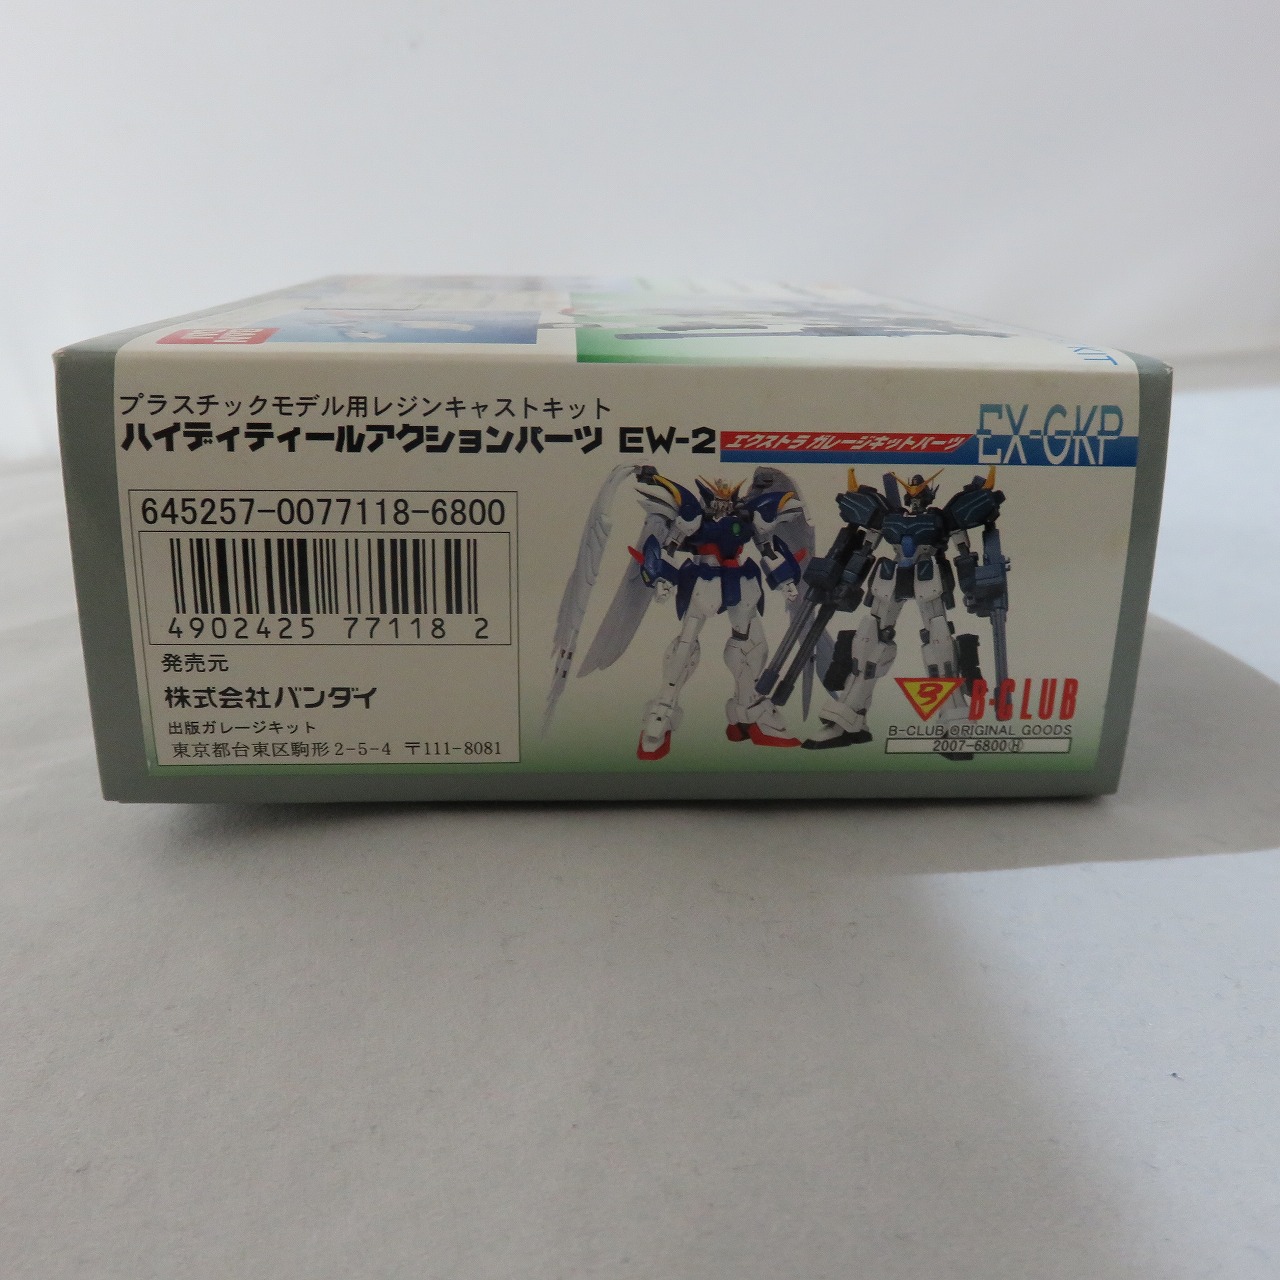 BAN
DAI
KIT
プラスチックモデル用レジンキャストキット
ハイディティールアクションパーツ EW-2
エクストラガレージキットパーツ
EX-GKP
645257-0077118-6800
4902425 77118 2
発売元
株式会社バンダイ
出版ガレージキット
東京都台東区駒形2-5-4 〒111-8081
B-CLUB
B-CLUB ORIGINAL GOODS
2007-6800Ⓗ